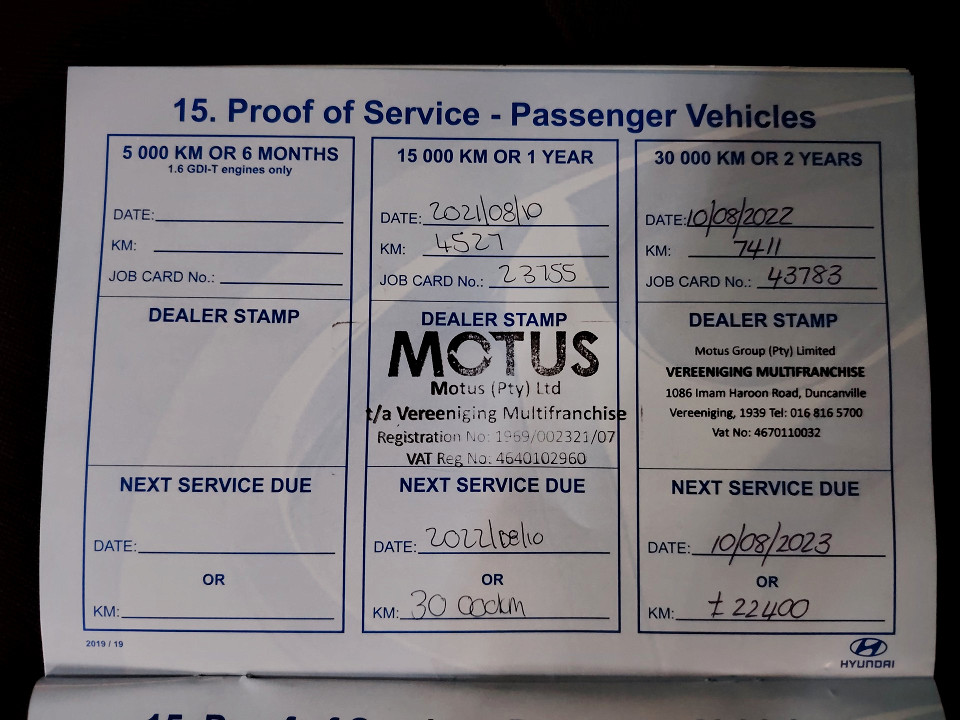 15. Proof of Service - Passenger Vehicles
5 000 KM OR 6 MONTHS
1.6 GDI-T engines only
DATE:
KM:
JOB CARD No.:
DEALER STAMP
NEXT SERVICE DUE
DATE:
OR
KM:
2019 / 19
15 000 KM OR 1 YEAR
DATE: 2021/08/10
KM: 4527
JOB CARD No.: 23755
DEALER STAMP
MOTUS
Motus (Pty) Ltd
t/a Vereeniging Multifranchise
Registration No: 1969/002321/07
VAT Reg No: 4640102960
NEXT SERVICE DUE
DATE: 2022/08/10
OR
KM: 30 000km
30 000 KM OR 2 YEARS
DATE: 10/08/2022
KM: 7411
JOB CARD No.: 43783
DEALER STAMP
Motus Group (Pty) Limited
VEREENIGING MULTIFRANCHISE
1086 Imam Haroon Road, Duncanville
Vereeniging, 1939 Tel: 016 816 5700
Vat No: 4670110032
NEXT SERVICE DUE
DATE: 10/08/2023
OR
KM: ± 22400
HYUNDAI